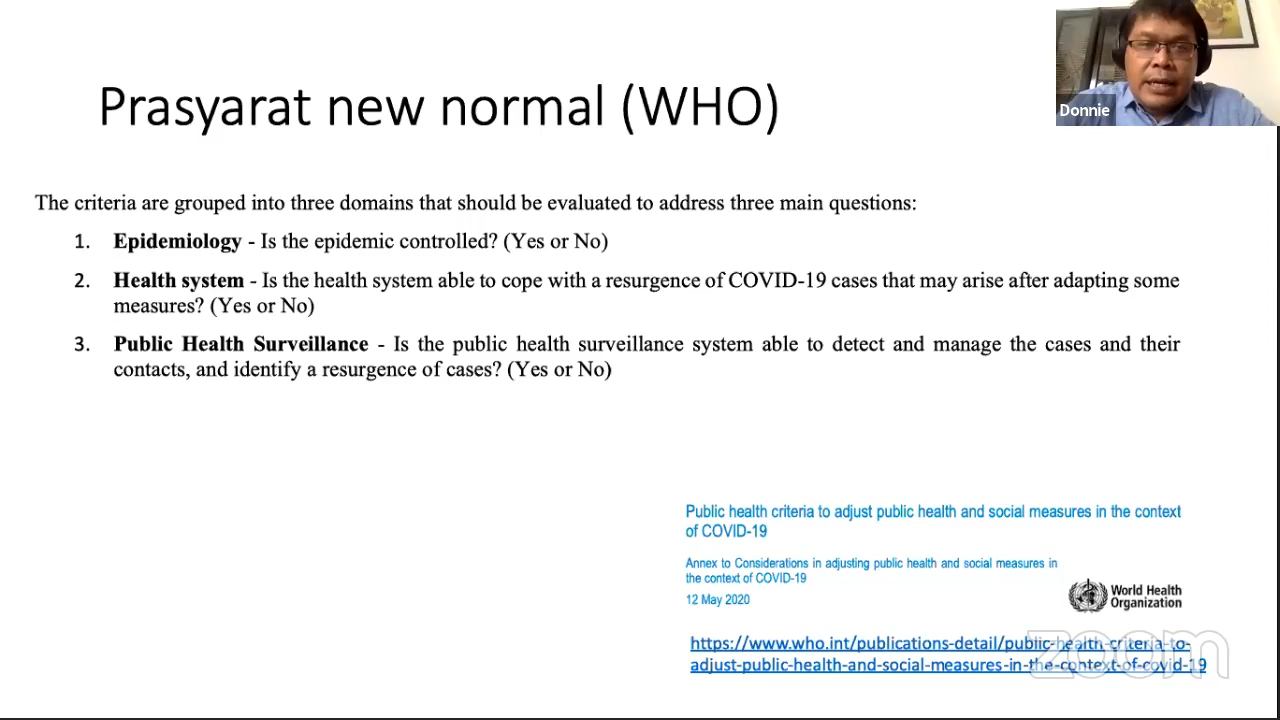 Prasyarat new normal (WHO)
Donnie
The criteria are grouped into three domains that should be evaluated to address three main questions:
1. Epidemiology - Is the epidemic controlled? (Yes or No)
2. Health system - Is the health system able to cope with a resurgence of COVID-19 cases that may arise after adapting some
measures? (Yes or No)
3. Public Health Surveillance - Is the public health surveillance system able to detect and manage the cases and their
contacts, and identify a resurgence of cases? (Yes or No)
Public health criteria to adjust public health and social measures in the context
of COVID-19
Annex to Considerations in adjusting public health and social measures in
the context of COVID-19
12 May 2020
World Health
Organization
https://www.who.int/publications-detail/public-health-criteria-to-
adjust-public-health-and-social-measures-in-the-context-of-covid-19
zoom